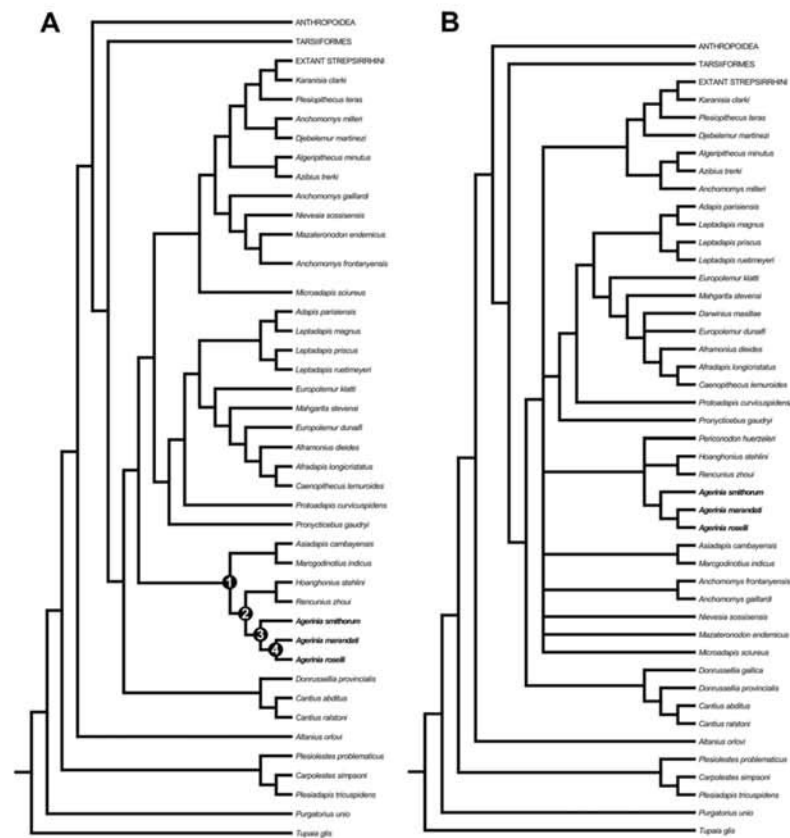 A
ANTHROPOIDEA
TARSIIFORMES
EXTANT STREPSIRRHINI
Karanisia clarki
Plesiopithecus teras
Anchomomys milleri
Djebelemur martinezi
Algeripithecus minutus
Azibius trerki
Anchomomys gaillardi
Nievesia sossisensis
Mazateronodon endemicus
Anchomomys frontanyensis
Microadapis sciureus
Adapis parisiensis
Leptadapis magnus
Leptadapis priscus
Leptadapis ruetimeyeri
Europolemur klatti
Mahgarita stevensi
Europolemur dunaifi
Aframonius dieides
Afradapis longicristatus
Caenopithecus lemuroides
Protoadapis curvicuspidens
Pronycticebus gaudryi
Asiadapis cambayensis
Marcgodinotius indicus
Hoanghonius stehlini
Rencunius zhoui
Agerinia smithorum
Agerinia marandati
Agerinia roselli
1
2
3
4
Donrussellia provincialis
Cantius abditus
Cantius ralstoni
Altanius orlovi
Plesiolestes problematicus
Carpolestes simpsoni
Plesiadapis tricuspidens
Purgatorius unio
Tupaia glis
B
ANTHROPOIDEA
TARSIIFORMES
EXTANT STREPSIRRHINI
Karanisia clarki
Plesiopithecus teras
Djebelemur martinezi
Algeripithecus minutus
Azibius trerki
Anchomomys milleri
Adapis parisiensis
Leptadapis magnus
Leptadapis priscus
Leptadapis ruetimeyeri
Europolemur klatti
Mahgarita stevensi
Darwinius masillae
Europolemur dunaifi
Aframonius dieides
Afradapis longicristatus
Caenopithecus lemuroides
Protoadapis curvicuspidens
Pronycticebus gaudryi
Periconodon huerzeleri
Hoanghonius stehlini
Rencunius zhoui
Agerinia smithorum
Agerinia marandati
Agerinia roselli
Asiadapis cambayensis
Marcgodinotius indicus
Anchomomys frontanyensis
Anchomomys gaillardi
Nievesia sossisensis
Mazateronodon endemicus
Microadapis sciureus
Donrussellia gallica
Donrussellia provincialis
Cantius abditus
Cantius ralstoni
Altanius orlovi
Plesiolestes problematicus
Carpolestes simpsoni
Plesiadapis tricuspidens
Purgatorius unio
Tupaia glis